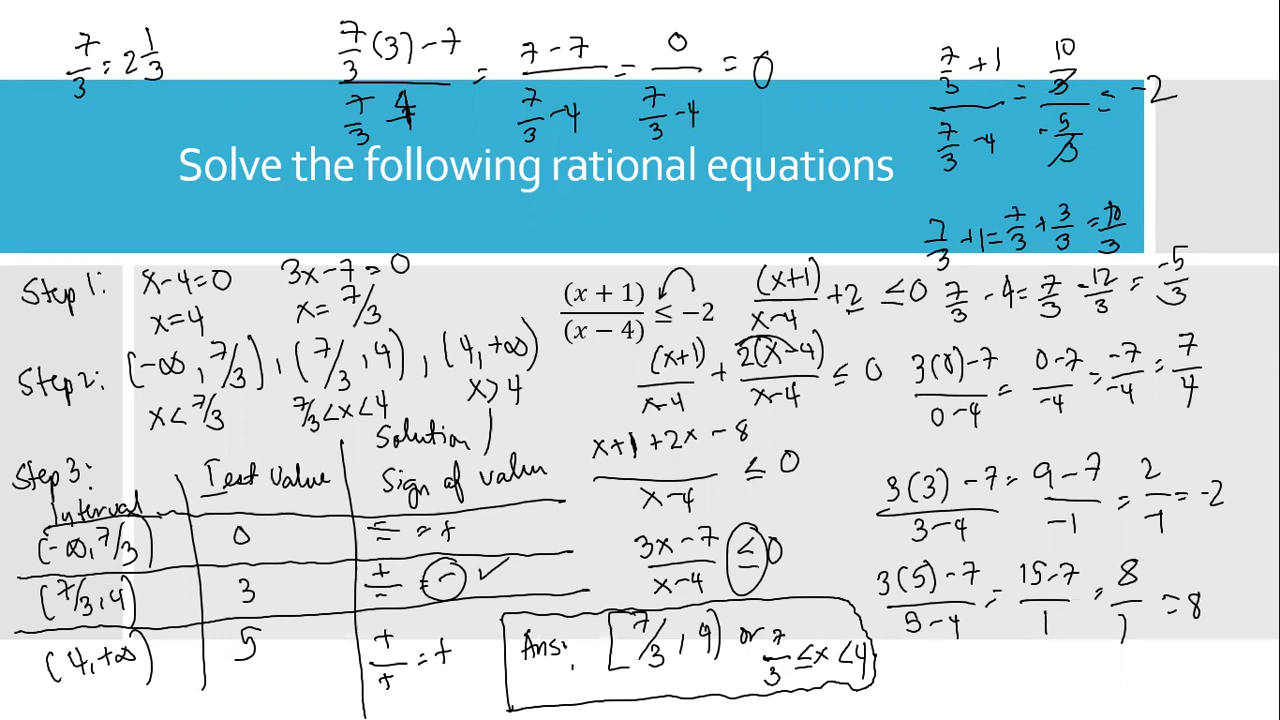 7/3 = 2 1/3
(7/3 (3) - 7)/(7/3 - 4) = (7 - 7)/(7/3 - 4) = 0/(7/3 - 4) = 0
(7/3 + 1)/(7/3 - 4) = (10/3)/(-5/3) = -2
Solve the following rational equations
7/3 + 1 = 7/3 + 3/3 = 10/3
7/3 - 4 = 7/3 - 12/3 = -5/3
Step 1: x - 4 = 0 3x - 7 = 0
x = 4 x = 7/3
Step 2: (-∞, 7/3), (7/3, 4), (4, +∞)
x < 7/3 7/3 < x < 4 x > 4
Step 3:
Interval Test Value Solution / Sign of value
(-∞, 7/3) 0 -/- = +
(7/3, 4) 3 +/- = - ✓
(4, +∞) 5 +/+ = +
(x + 1)/(x − 4) ≤ −2
(x+1)/(x-4) + 2 ≤ 0
(x+1)/(x-4) + 2(x-4)/(x-4) ≤ 0
(x+1+2x-8)/(x-4) ≤ 0
(3x-7)/(x-4) ≤ 0
Ans: [7/3, 4) or 7/3 ≤ x < 4
(3(0)-7)/(0-4) = (0-7)/-4 = -7/-4 = 7/4
(3(3)-7)/(3-4) = (9-7)/-1 = 2/-1 = -2
(3(5)-7)/(5-4) = (15-7)/1 = 8/1 = 8